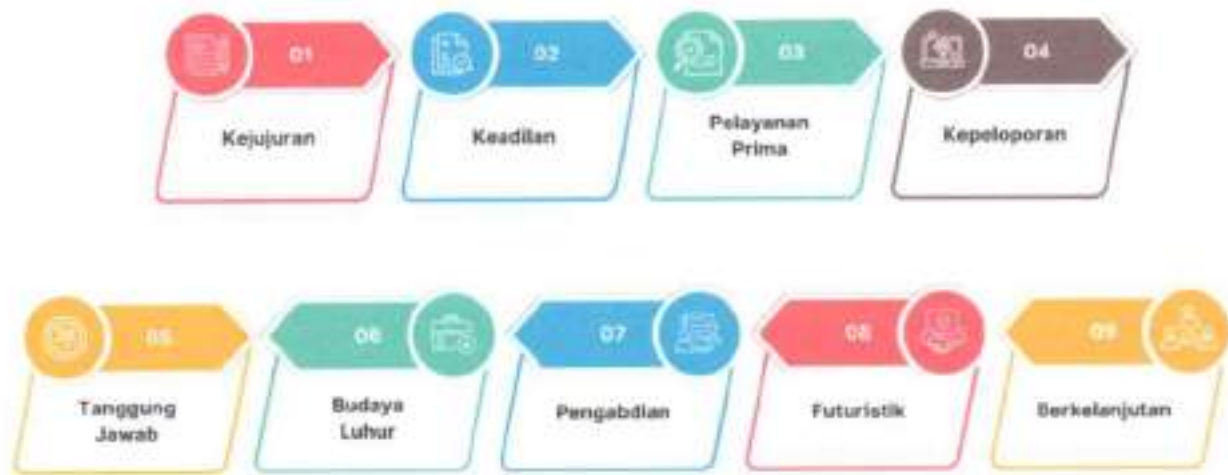 01
Kejujuran
02
Keadilan
03
Pelayanan
Prima
04
Kepeloporan
05
Tanggung
Jawab
06
Budaya
Luhur
07
Pengabdian
08
Futuristik
09
Berkelanjutan